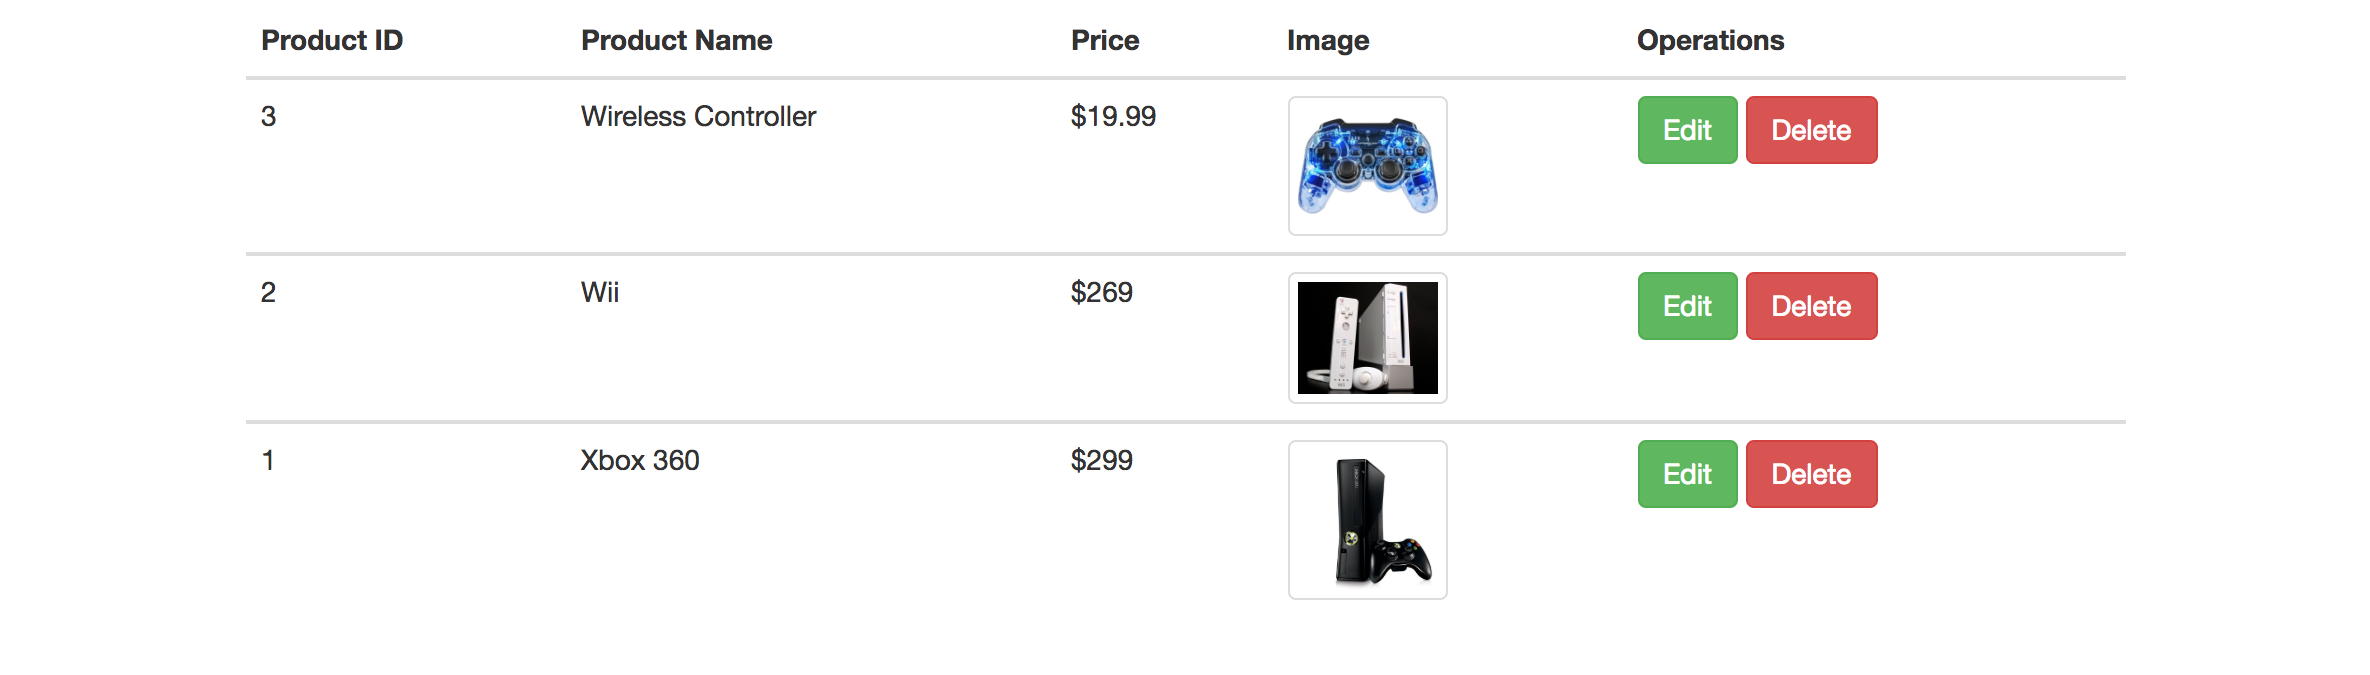 Product ID Product Name Price Image Operations
3 Wireless Controller $19.99 Edit Delete
2 Wii $269 Edit Delete
1 Xbox 360 $299 Edit Delete